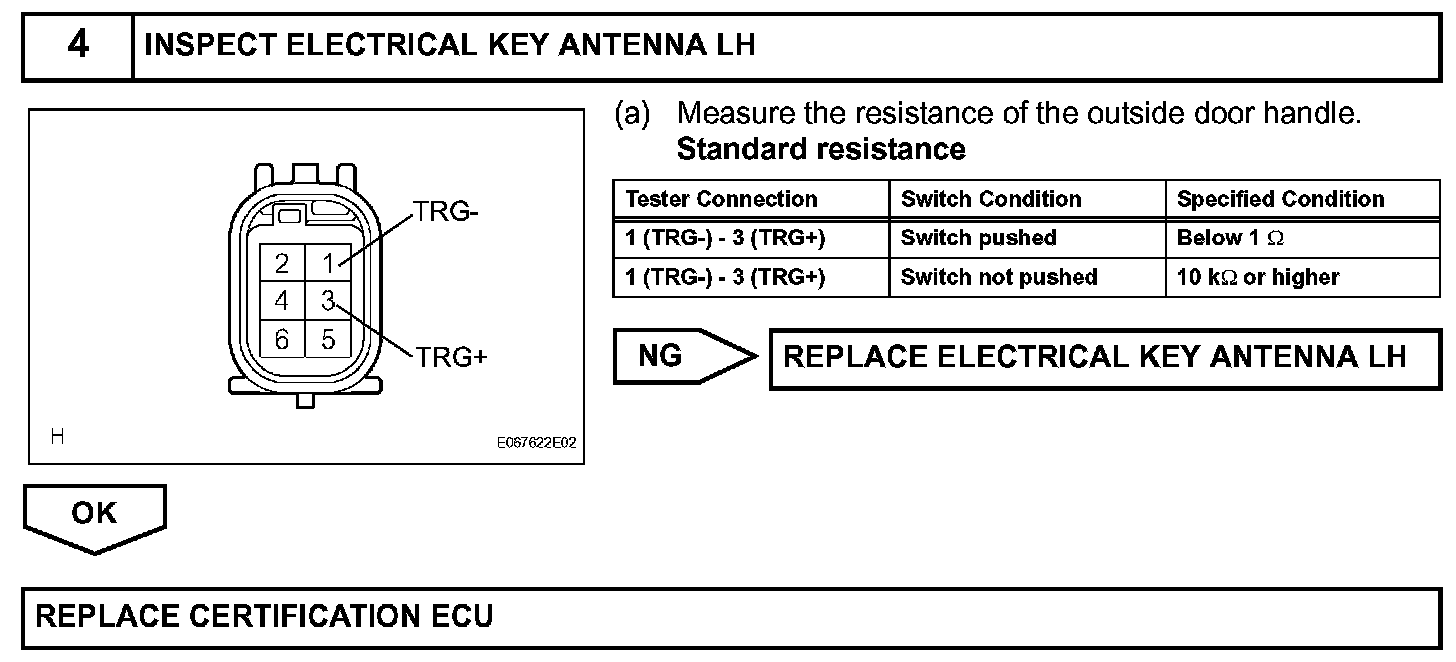 4 INSPECT ELECTRICAL KEY ANTENNA LH
TRG-
2 1
4 3
6 5
TRG+
H
E067622E02
(a) Measure the resistance of the outside door handle.
Standard resistance
Tester Connection Switch Condition Specified Condition
1 (TRG-) - 3 (TRG+) Switch pushed Below 1 Ω
1 (TRG-) - 3 (TRG+) Switch not pushed 10 kΩ or higher
NG REPLACE ELECTRICAL KEY ANTENNA LH
OK
REPLACE CERTIFICATION ECU